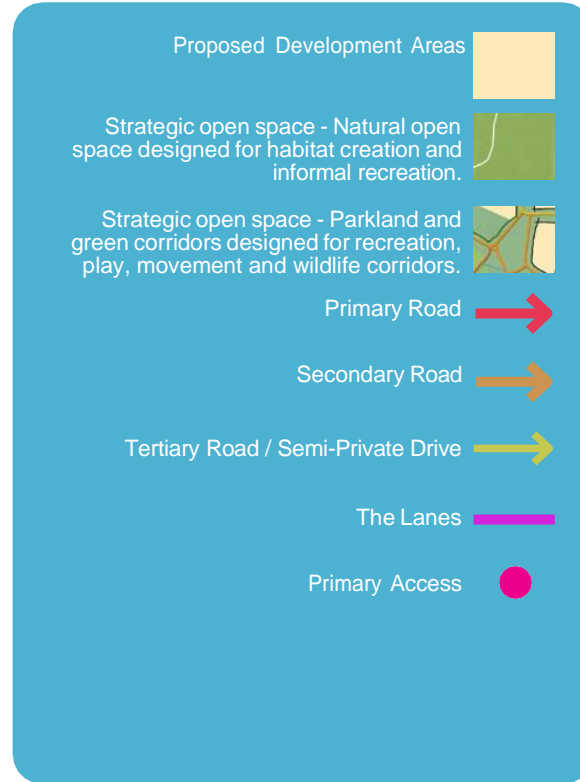 Proposed Development Areas
Strategic open space - Natural open
space designed for habitat creation and
informal recreation.
Strategic open space - Parkland and
green corridors designed for recreation,
play, movement and wildlife corridors.
Primary Road
Secondary Road
Tertiary Road / Semi-Private Drive
The Lanes
Primary Access